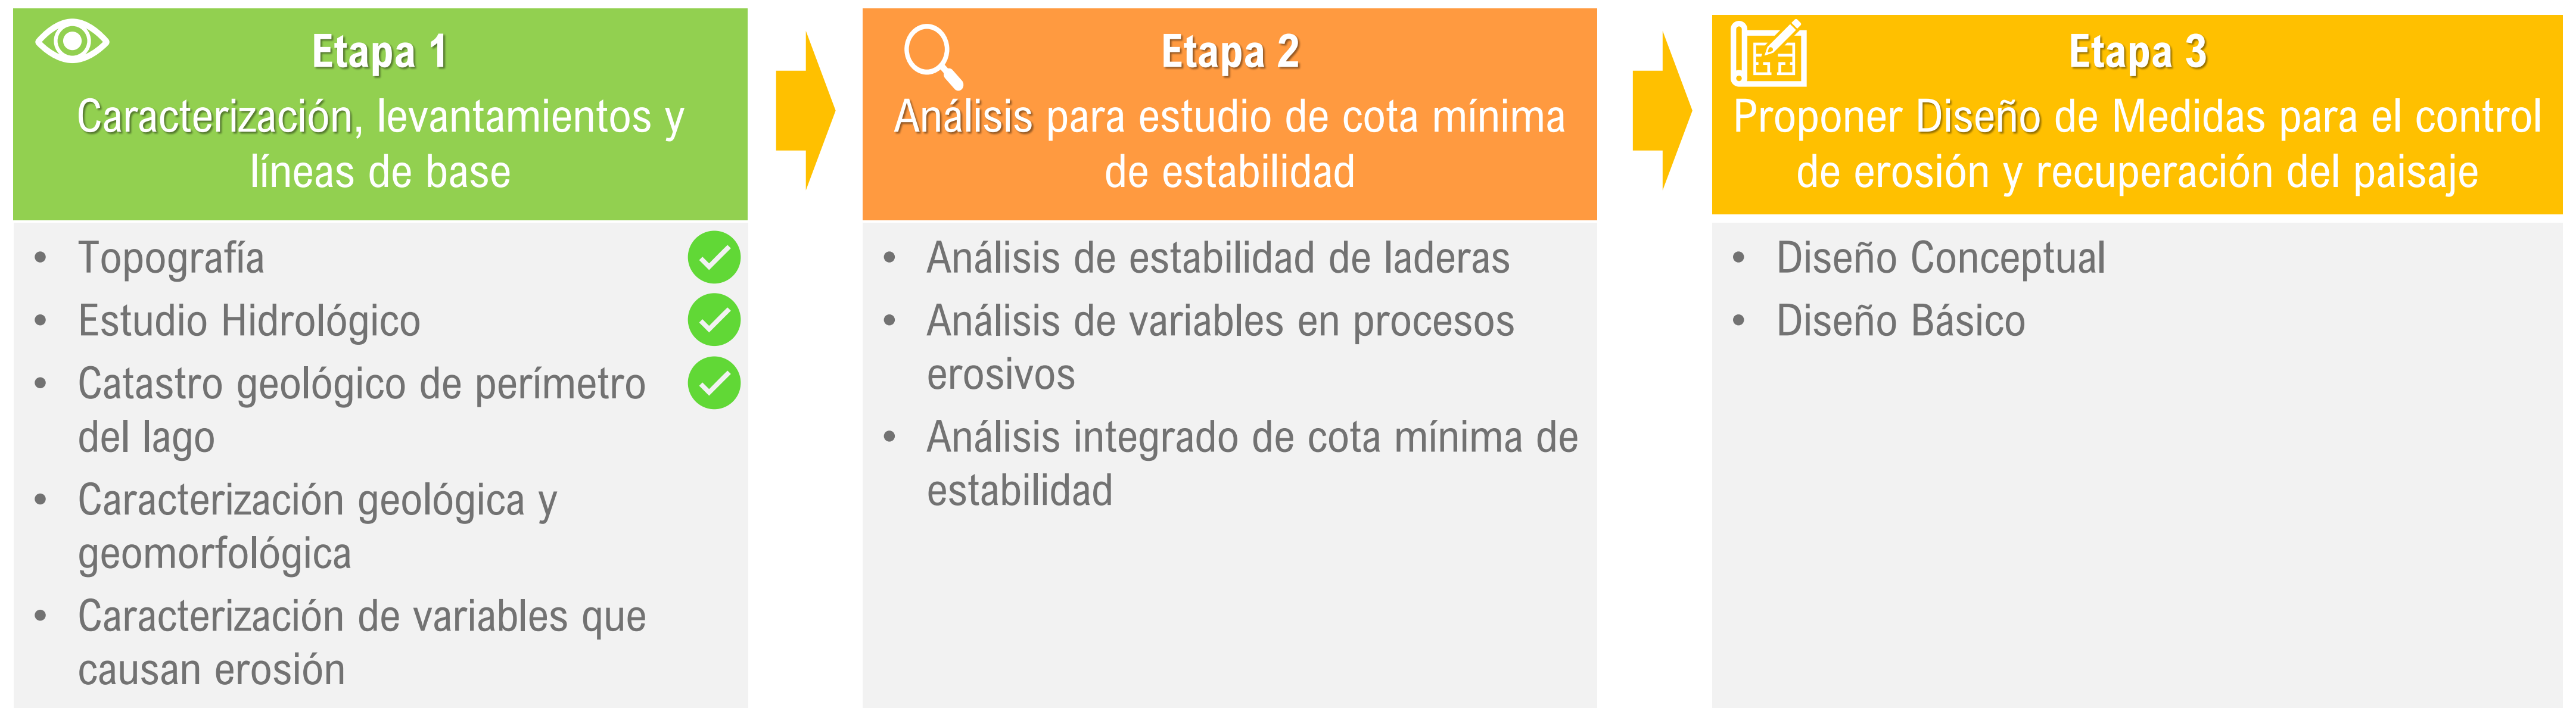 Etapa 1
Caracterización, levantamientos y
líneas de base
• Topografía
• Estudio Hidrológico
• Catastro geológico de perímetro
del lago
• Caracterización geológica y
geomorfológica
• Caracterización de variables que
causan erosión
Etapa 2
Análisis para estudio de cota mínima
de estabilidad
• Análisis de estabilidad de laderas
• Análisis de variables en procesos
erosivos
• Análisis integrado de cota mínima de
estabilidad
Etapa 3
Proponer Diseño de Medidas para el control
de erosión y recuperación del paisaje
• Diseño Conceptual
• Diseño Básico